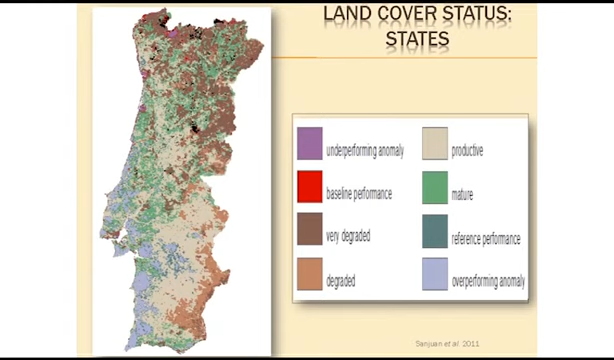 LAND COVER STATUS:
STATES
underperforming anomaly
productive
baseline performance
mature
very degraded
reference performance
degraded
overperforming anomaly
Sanjuan et al. 2011